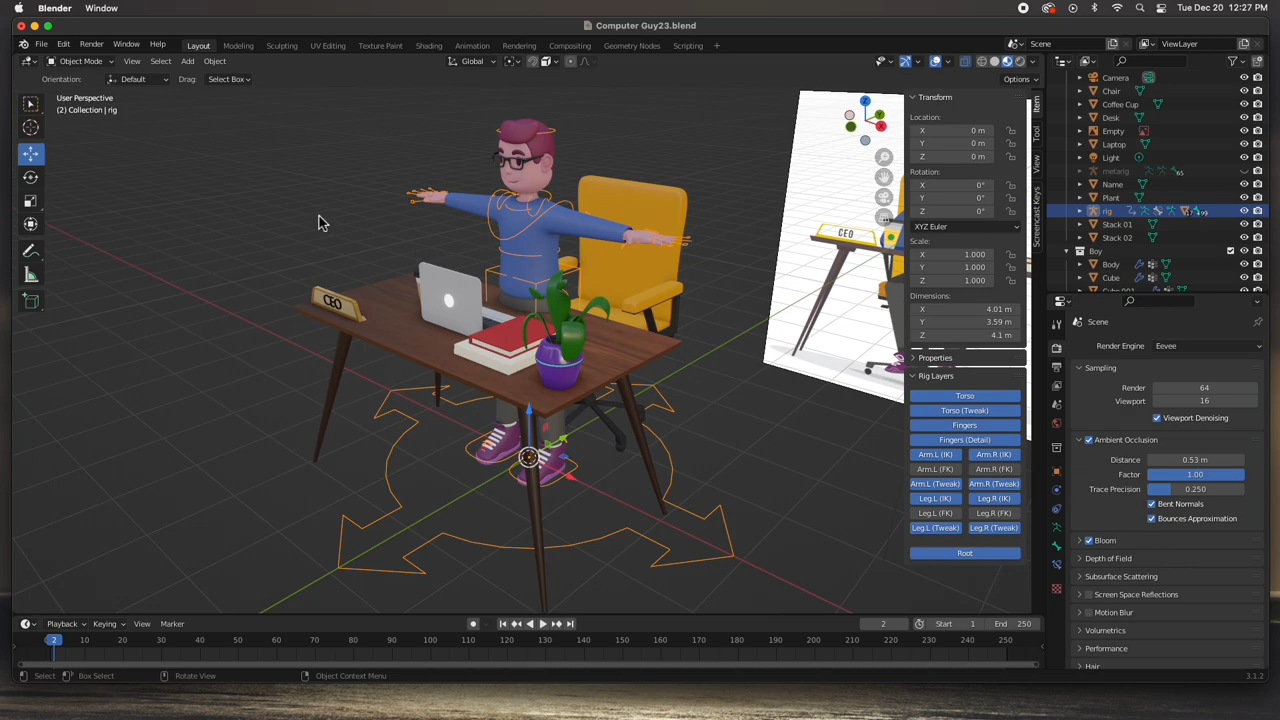 Blender Window Tue Dec 20 12:27 PM
Computer Guy23.blend
File Edit Render Window Help Layout Modeling Sculpting UV Editing Texture Paint Shading Animation Rendering Compositing Geometry Nodes Scripting + Scene ViewLayer
Object Mode View Select Add Object Global
Orientation: Default Drag: Select Box Options
User Perspective
(2) Collection | rig
CEO
CEO
Z
Y
X
Transform
Location:
X 0 m
Y 0 m
Z 0 m
Rotation:
X 0°
Y 0°
Z 0°
XYZ Euler
Scale:
X 1.000
Y 1.000
Z 1.000
Dimensions:
X 4.01 m
Y 3.59 m
Z 4.1 m
Properties
Rig Layers
Torso
Torso (Tweak)
Fingers
Fingers (Detail)
Arm.L (IK) Arm.R (IK)
Arm.L (FK) Arm.R (FK)
Arm.L (Tweak) Arm.R (Tweak)
Leg.L (IK) Leg.R (IK)
Leg.L (FK) Leg.R (FK)
Leg.L (Tweak) Leg.R (Tweak)
Root
Item
Tool
View
Screencast Keys
Camera
Chair
Coffee Cup
Desk
Empty
Laptop
Light
metarig 65
Name
Plant
rig
Stack 01
Stack 02
Boy
Body
Cube
Cube.001
Scene
Render Engine Eevee
Sampling
Render 64
Viewport 16
Viewport Denoising
Ambient Occlusion
Distance 0.53 m
Factor 1.00
Trace Precision 0.250
Bent Normals
Bounces Approximation
Bloom
Depth of Field
Subsurface Scattering
Screen Space Reflections
Motion Blur
Volumetrics
Performance
Hair
Playback Keying View Marker 2 Start 1 End 250
2 10 20 30 40 50 60 70 80 90 100 110 120 130 140 150 160 170 180 190 200 210 220 230 240 250
Select Box Select Rotate View Object Context Menu 3.1.2